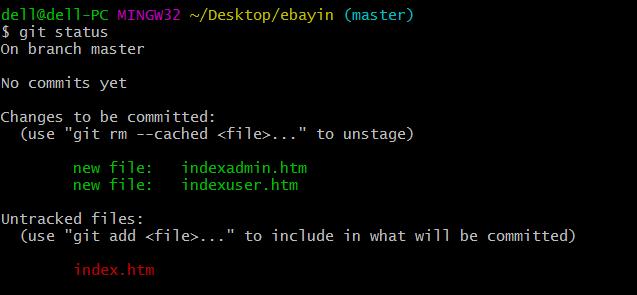 dell@dell-PC MINGW32 ~/Desktop/ebayin (master)
$ git status
On branch master
No commits yet
Changes to be committed:
  (use "git rm --cached <file>..." to unstage)
        new file:   indexadmin.htm
        new file:   indexuser.htm
Untracked files:
  (use "git add <file>..." to include in what will be committed)
        index.htm